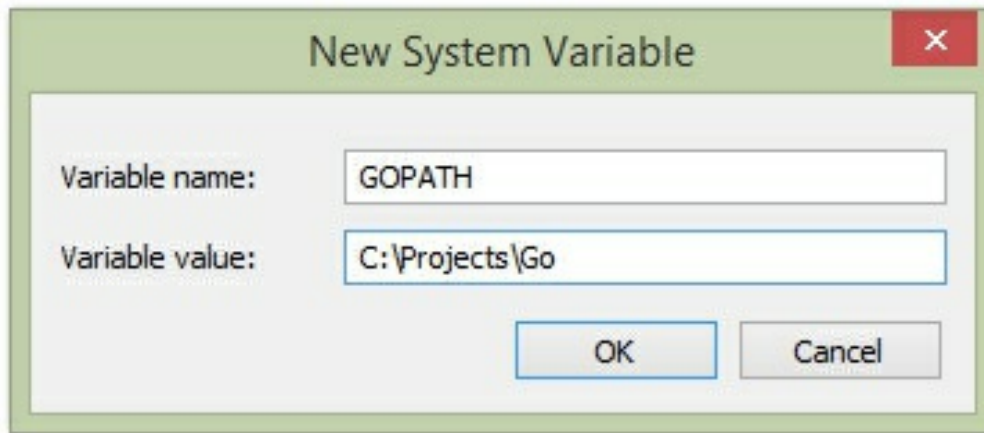 New System Variable
Variable name: GOPATH
Variable value: C:\Projects\Go
OK Cancel